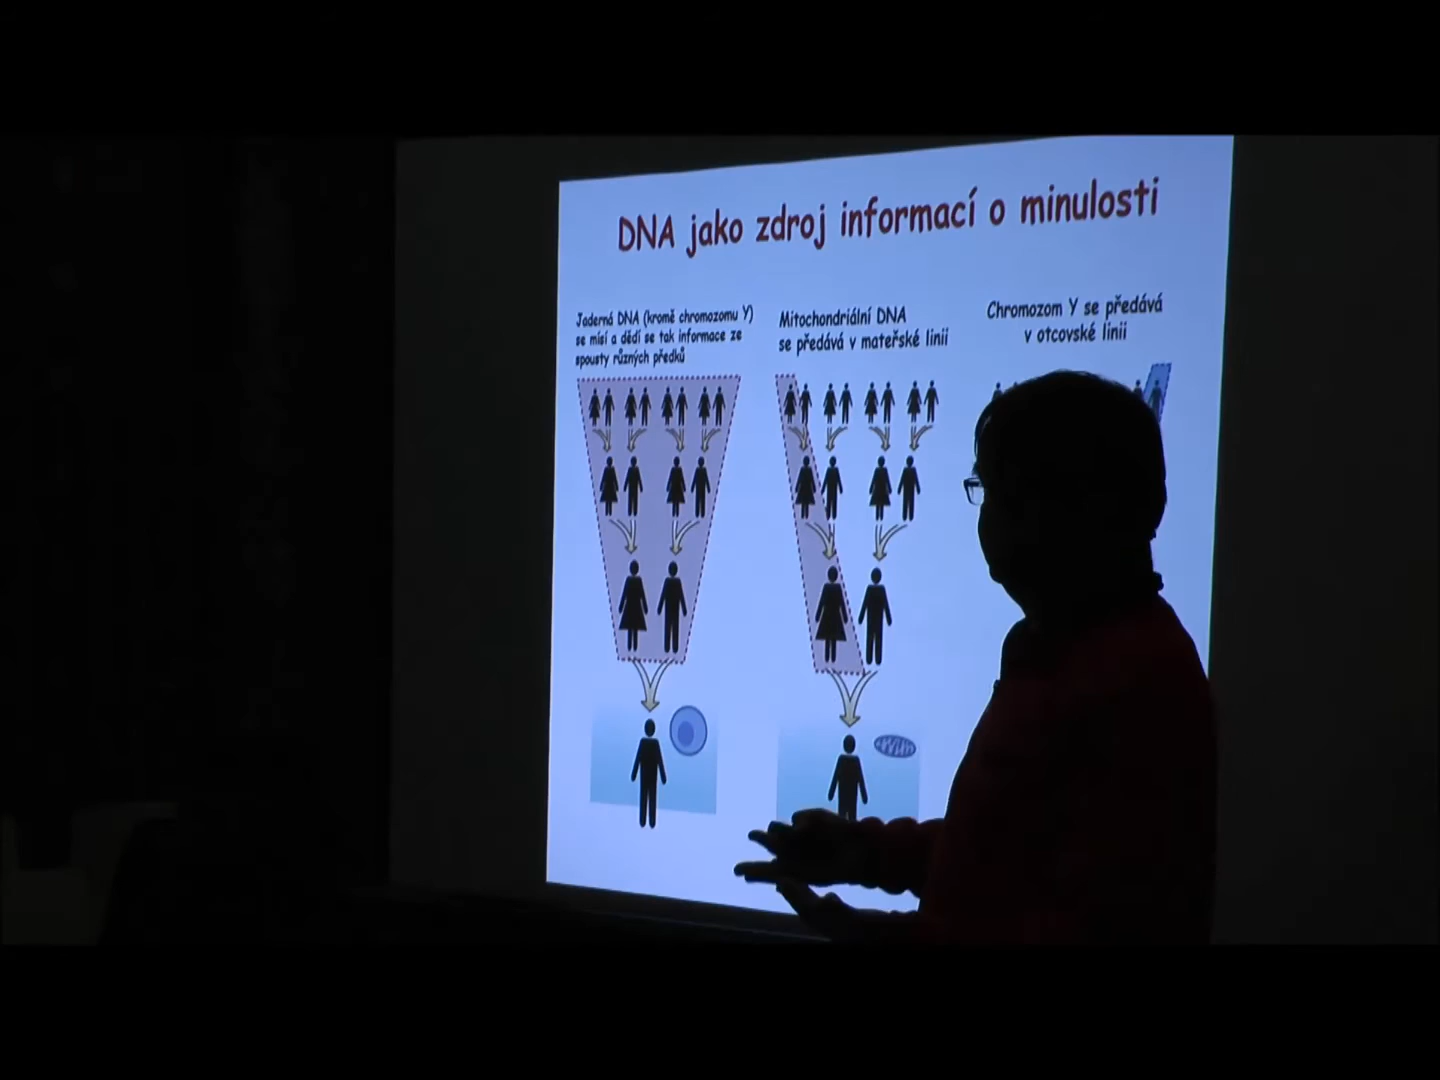 DNA jako zdroj informací o minulosti
Jaderná DNA (kromě chromozomu Y)
se mísí a dědí se tak informace ze
spousty různých předků
Mitochondriální DNA
se předává v mateřské linii
Chromozom Y se předává
v otcovské linii